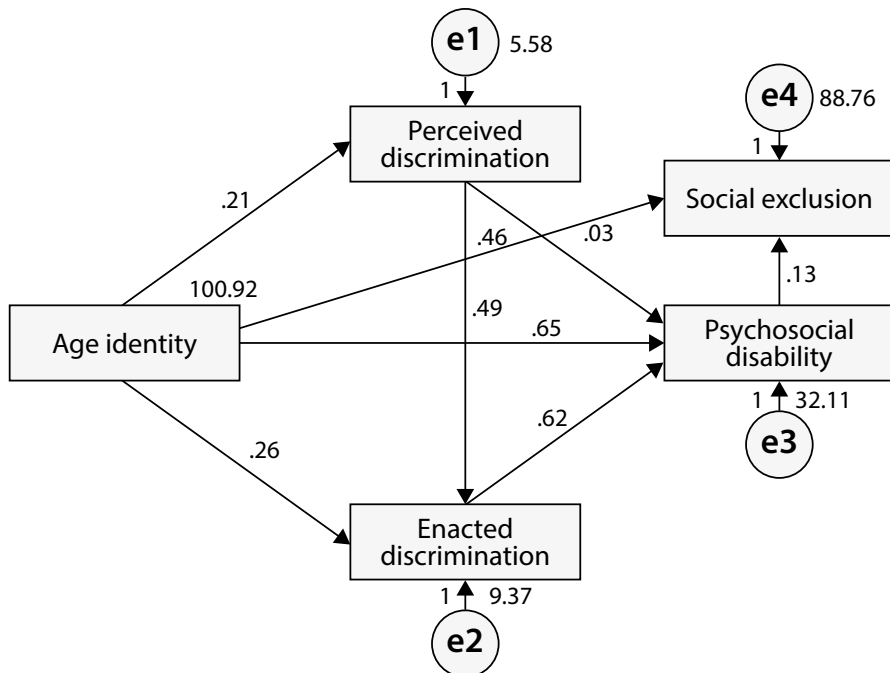 e1
5.58
1
Perceived
discrimination
e4
88.76
1
Social exclusion
.21
.46
.03
.13
100.92
Age identity
.49
.65
Psychosocial
disability
1
32.11
e3
.26
.62
Enacted
discrimination
1
9.37
e2